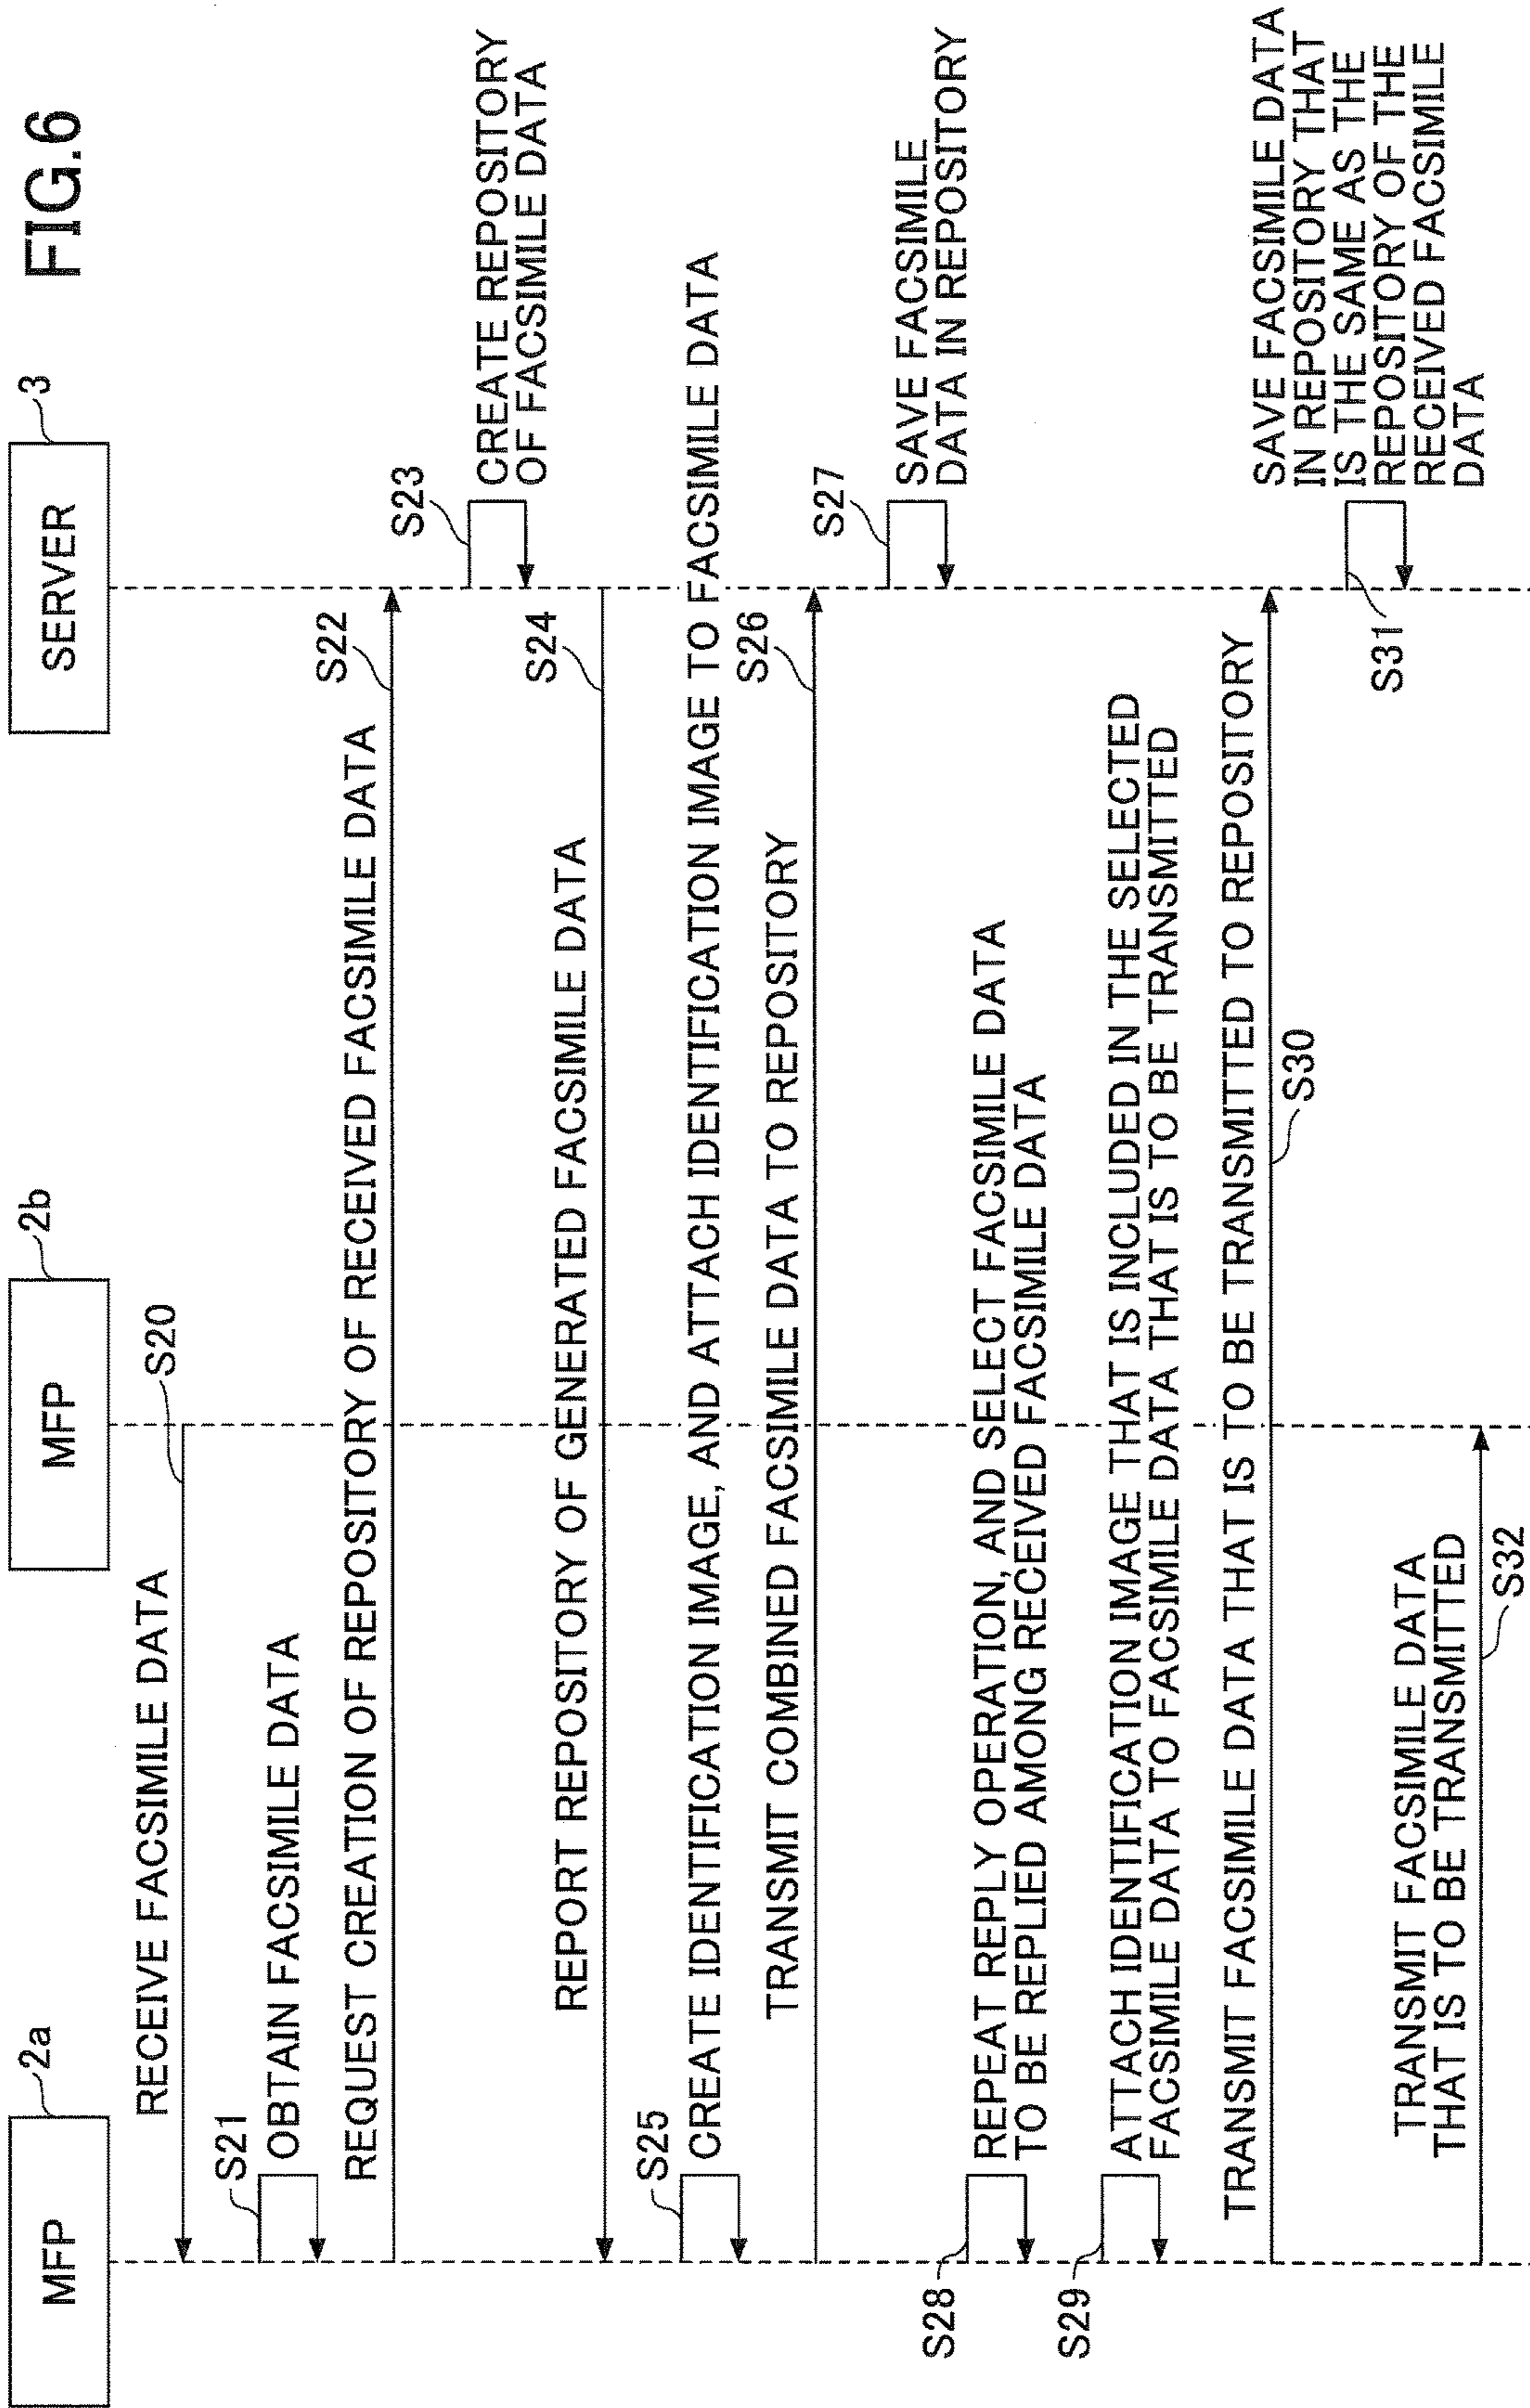 FIG.6
MFP
2a
MFP
2b
SERVER
3
RECEIVE FACSIMILE DATA
S20
S21
OBTAIN FACSIMILE DATA
REQUEST CREATION OF REPOSITORY OF RECEIVED FACSIMILE DATA
S22
S23
CREATE REPOSITORY
OF FACSIMILE DATA
REPORT REPOSITORY OF GENERATED FACSIMILE DATA
S24
S25
CREATE IDENTIFICATION IMAGE, AND ATTACH IDENTIFICATION IMAGE TO FACSIMILE DATA
TRANSMIT COMBINED FACSIMILE DATA TO REPOSITORY
S26
S27
SAVE FACSIMILE
DATA IN REPOSITORY
S28
REPEAT REPLY OPERATION, AND SELECT FACSIMILE DATA
TO BE REPLIED AMONG RECEIVED FACSIMILE DATA
S29
ATTACH IDENTIFICATION IMAGE THAT IS INCLUDED IN THE SELECTED
FACSIMILE DATA TO FACSIMILE DATA THAT IS TO BE TRANSMITTED
TRANSMIT FACSIMILE DATA THAT IS TO BE TRANSMITTED TO REPOSITORY
S30
S31
SAVE FACSIMILE DATA
IN REPOSITORY THAT
IS THE SAME AS THE
REPOSITORY OF THE
RECEIVED FACSIMILE
DATA
TRANSMIT FACSIMILE DATA
THAT IS TO BE TRANSMITTED
S32